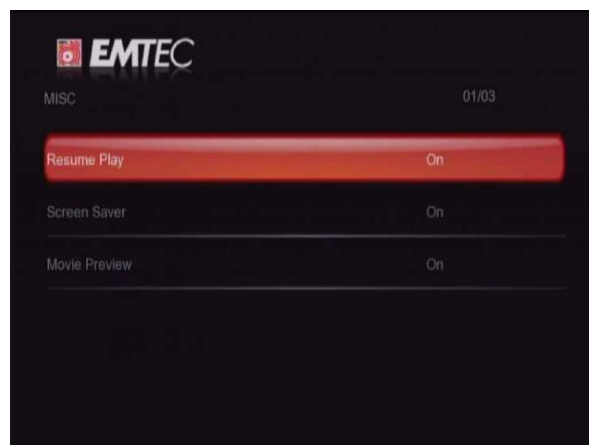 EMTEC
MISC 01/03
Resume Play On
Screen Saver On
Movie Preview On